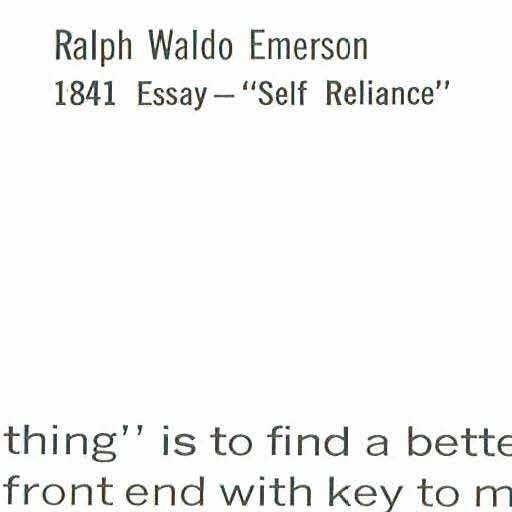 Ralph Waldo Emerson
1841 Essay—"Self Reliance"
thing" is to find a bette
front end with key to m